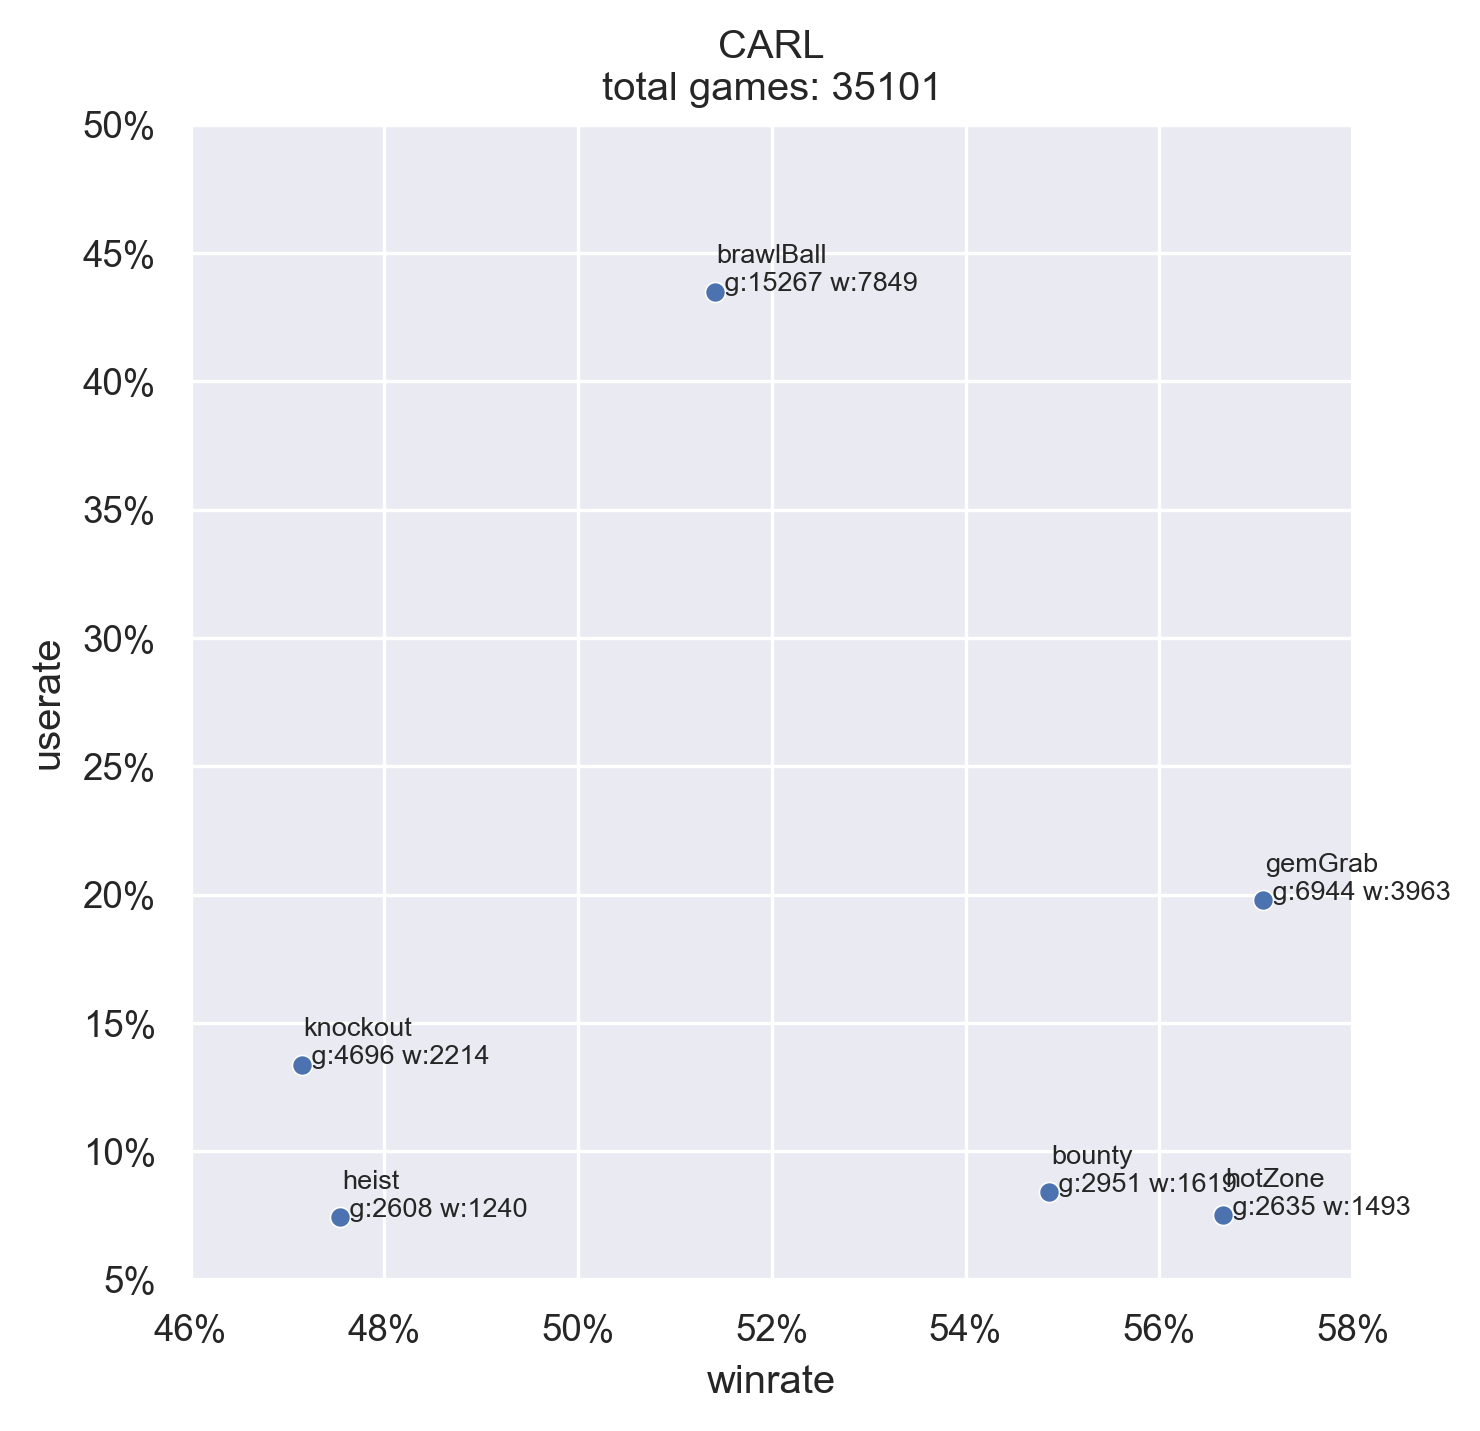 CARL
total games: 35101
50%
45%
40%
35%
30%
25%
20%
15%
10%
5%
userate
brawlBall
g:15267 w:7849
gemGrab
g:6944 w:3963
knockout
g:4696 w:2214
heist
g:2608 w:1240
bounty
g:2951 w:1619
hotZone
g:2635 w:1493
46%
48%
50%
52%
54%
56%
58%
winrate